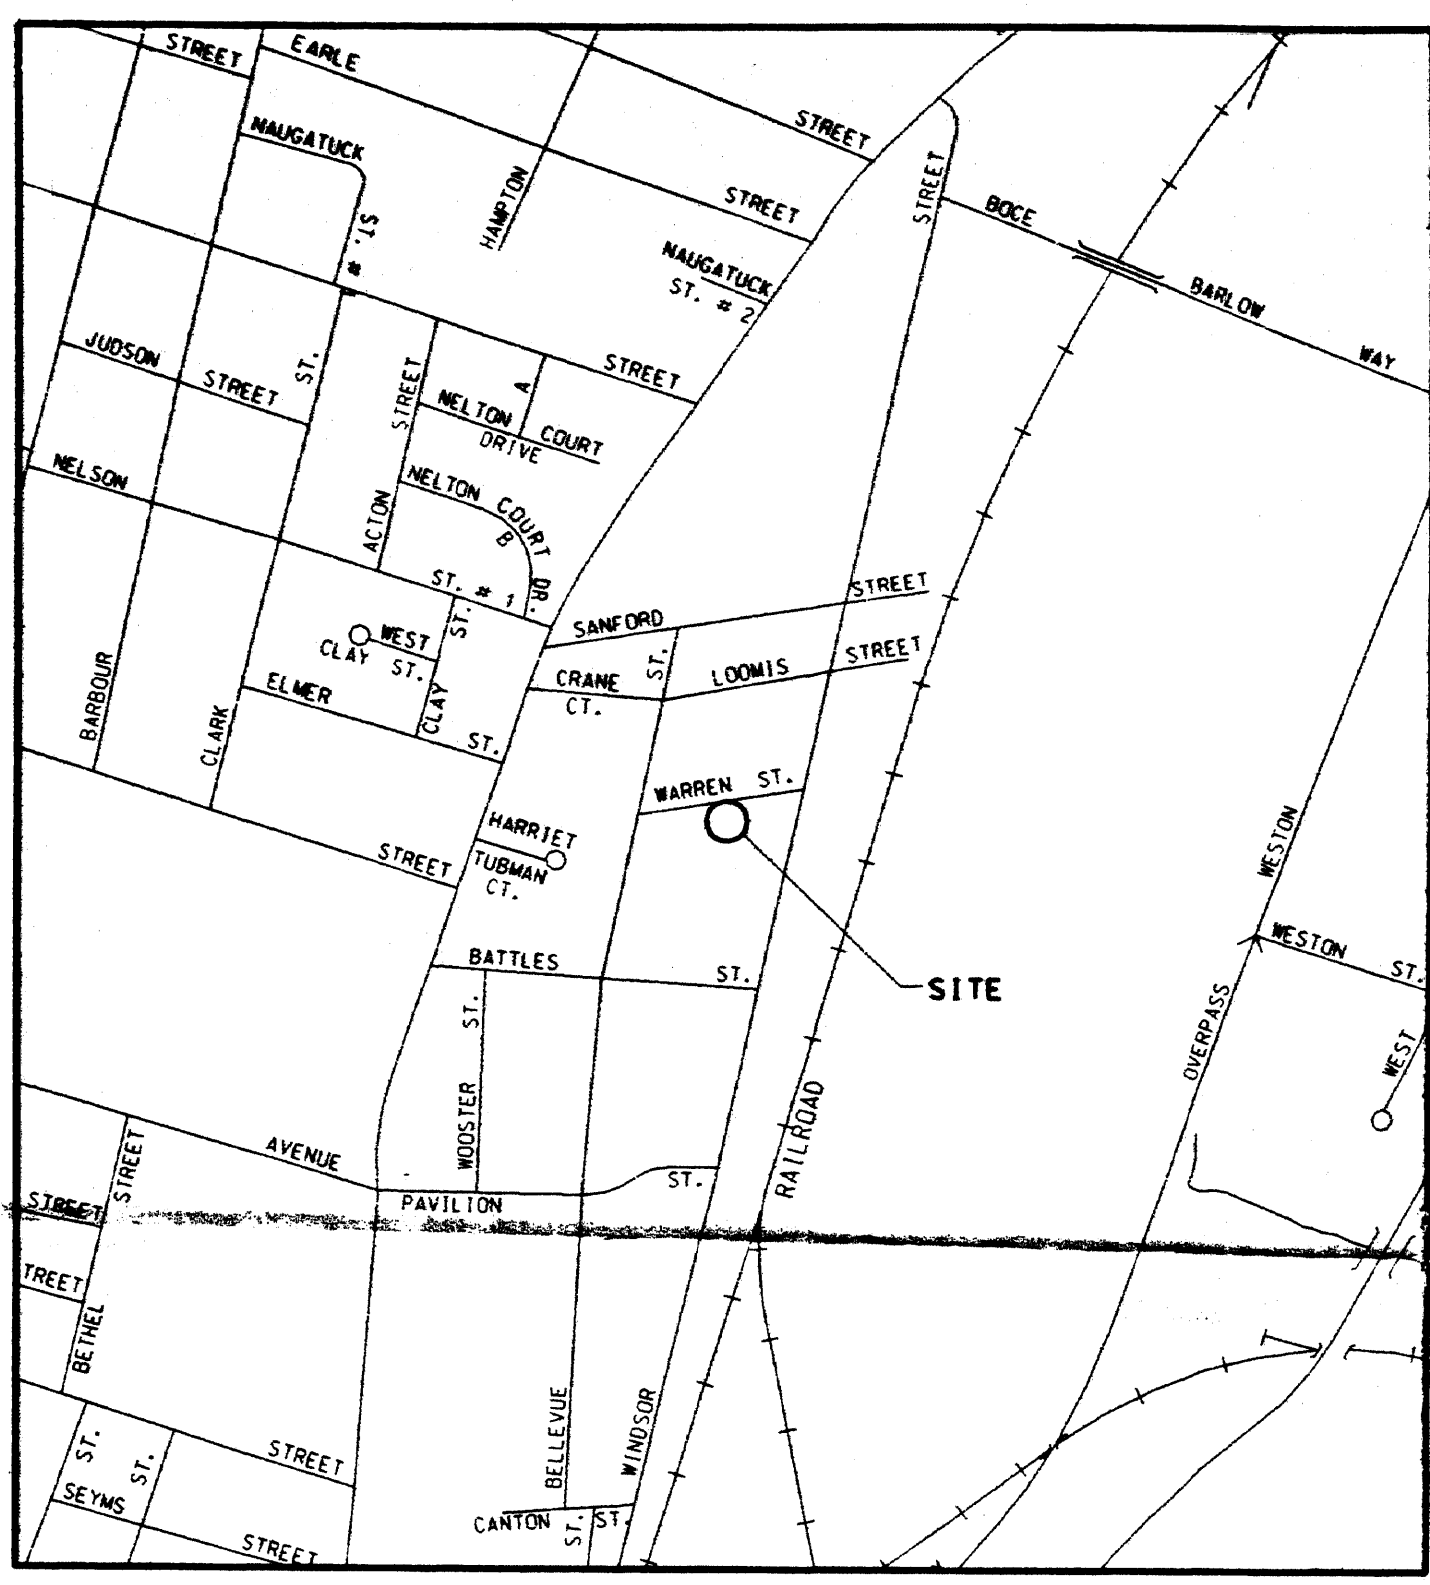 STREET
EARLE
STREET
NAUGATUCK
ST. #
HAMPTON
STREET
STREET
BOCE
BARLOW
WAY
NAUGATUCK
ST. # 2
JUDSON
STREET
ST.
STREET
ACTON
A
STREET
NELTON
COURT
DRIVE
NELSON
NELTON
COURT
B
DR.
ST. # 1
SANFORD
STREET
WEST
CLAY ST.
ST.
CLAY
CRANE
CT.
ST.
LOOMIS
STREET
BARBOUR
CLARK
ELMER
ST.
WARREN ST.
HARRIET
TUBMAN
CT.
STREET
BATTLES
ST.
SITE
WESTON
OVERPASS
WESTON
ST.
WEST
ST.
WOOSTER
RAILROAD
AVENUE
PAVILION
ST.
STREET
STREET
TREET
BETHEL
STREET
BELLEVUE
ST.
WINDSOR
ST.
ST.
SEYMS
STREET
CANTON
ST.